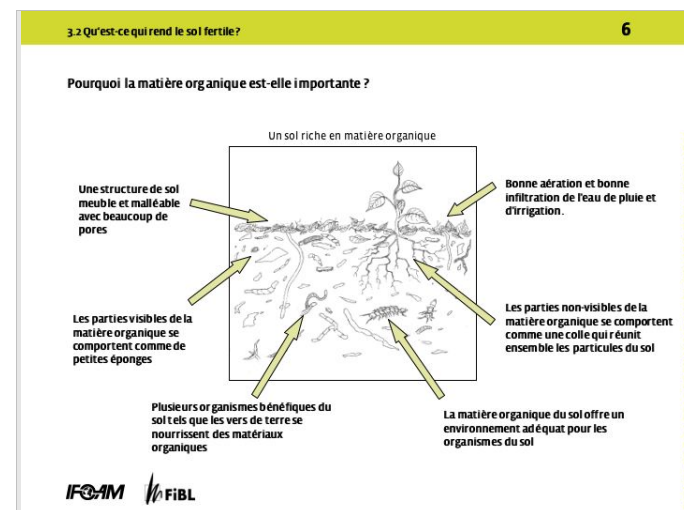 3.2 Qu'est-ce qui rend le sol fertile?
6
Pourquoi la matière organique est-elle importante ?
Un sol riche en matière organique
Une structure de sol
meuble et malléable
avec beaucoup de
pores
Bonne aération et bonne
infiltration de l'eau de pluie et
d'irrigation.
Les parties visibles de la
matière organique se
comportent comme de
petites éponges
Les parties non-visibles de la
matière organique se comportent
comme une colle qui réunit
ensemble les particules du sol
Plusieurs organismes bénéfiques du
sol tels que les vers de terre se
nourrissent des matériaux
organiques
La matière organique du sol offre un
environnement adéquat pour les
organismes du sol
IFOAM FiBL